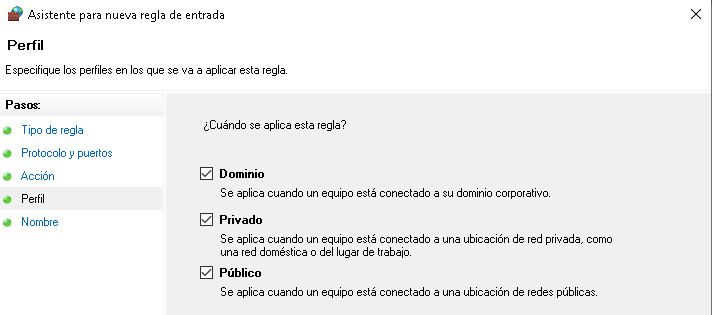 Asistente para nueva regla de entrada
Perfil
Especifique los perfiles en los que se va a aplicar esta regla.
Pasos:
Tipo de regla
Protocolo y puertos
Acción
Perfil
Nombre
¿Cuándo se aplica esta regla?
Dominio
Se aplica cuando un equipo está conectado a su dominio corporativo.
Privado
Se aplica cuando un equipo está conectado a una ubicación de red privada, como
una red doméstica o del lugar de trabajo.
Público
Se aplica cuando un equipo está conectado a una ubicación de redes públicas.